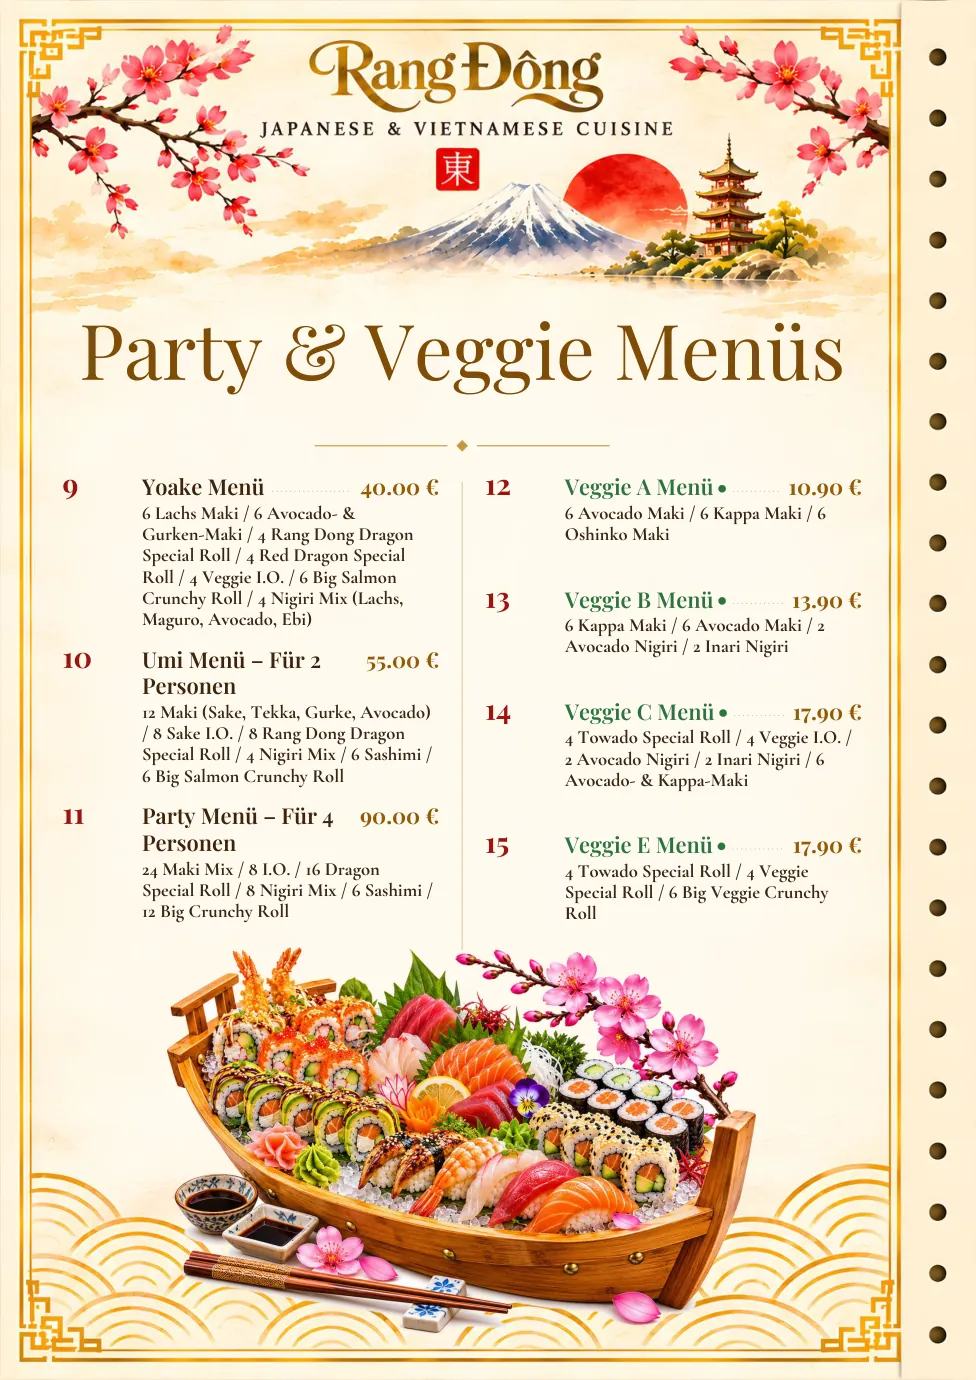 Rang Đông
JAPANESE & VIETNAMESE CUISINE
東
Party & Veggie Menüs
9 Yoake Menü 40.00 €
6 Lachs Maki / 6 Avocado- &
Gurken-Maki / 4 Rang Dong Dragon
Special Roll / 4 Red Dragon Special
Roll / 4 Veggie I.O. / 6 Big Salmon
Crunchy Roll / 4 Nigiri Mix (Lachs,
Maguro, Avocado, Ebi)
10 Umi Menü – Für 2 55.00 €
Personen
12 Maki (Sake, Tekka, Gurke, Avocado)
/ 8 Sake I.O. / 8 Rang Dong Dragon
Special Roll / 4 Nigiri Mix / 6 Sashimi /
6 Big Salmon Crunchy Roll
11 Party Menü – Für 4 90.00 €
Personen
24 Maki Mix / 8 I.O. / 16 Dragon
Special Roll / 8 Nigiri Mix / 6 Sashimi /
12 Big Crunchy Roll
12 Veggie A Menü • 10.90 €
6 Avocado Maki / 6 Kappa Maki / 6
Oshinko Maki
13 Veggie B Menü • 13.90 €
6 Kappa Maki / 6 Avocado Maki / 2
Avocado Nigiri / 2 Inari Nigiri
14 Veggie C Menü • 17.90 €
4 Towado Special Roll / 4 Veggie I.O. /
2 Avocado Nigiri / 2 Inari Nigiri / 6
Avocado- & Kappa-Maki
15 Veggie E Menü • 17.90 €
4 Towado Special Roll / 4 Veggie
Special Roll / 6 Big Veggie Crunchy
Roll